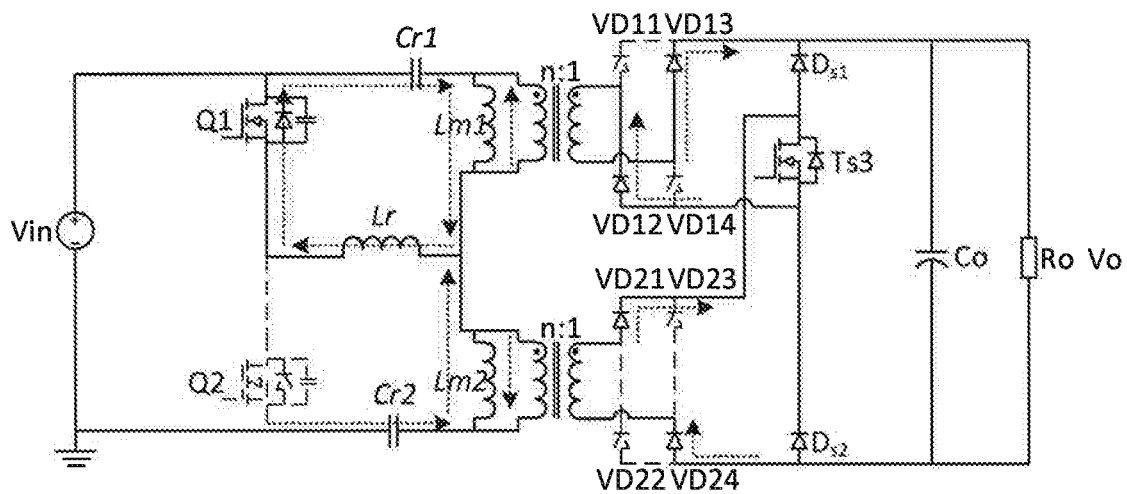 VD11 VD13
Cr1
n:1
Ds1
Q1
Lm1
Ts3
Vin
Lr
VD12 VD14
Co
Ro Vo
VD21 VD23
n:1
Q2
Lm2
Cr2
Ds2
VD22 VD24